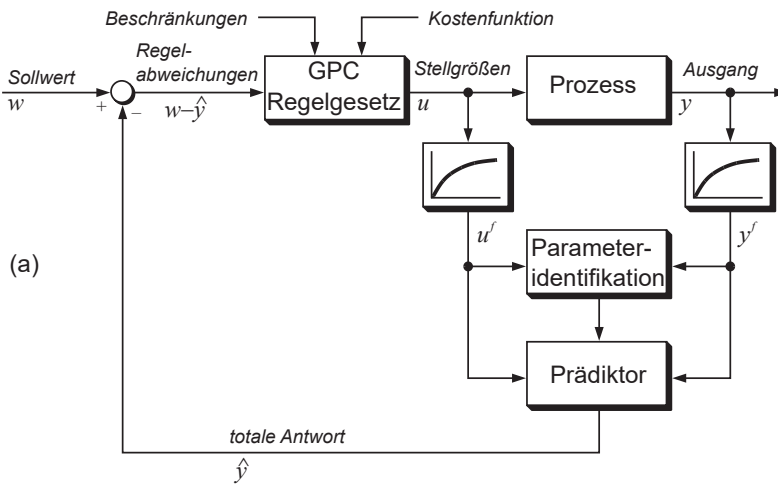 Beschränkungen
Kostenfunktion
Regel-
abweichungen
Sollwert
w
+
−
w–ŷ
GPC
Regelgesetz
Stellgrößen
u
Prozess
Ausgang
y
u^f
y^f
(a)
Parameter-
identifikation
Prädiktor
totale Antwort
ŷ